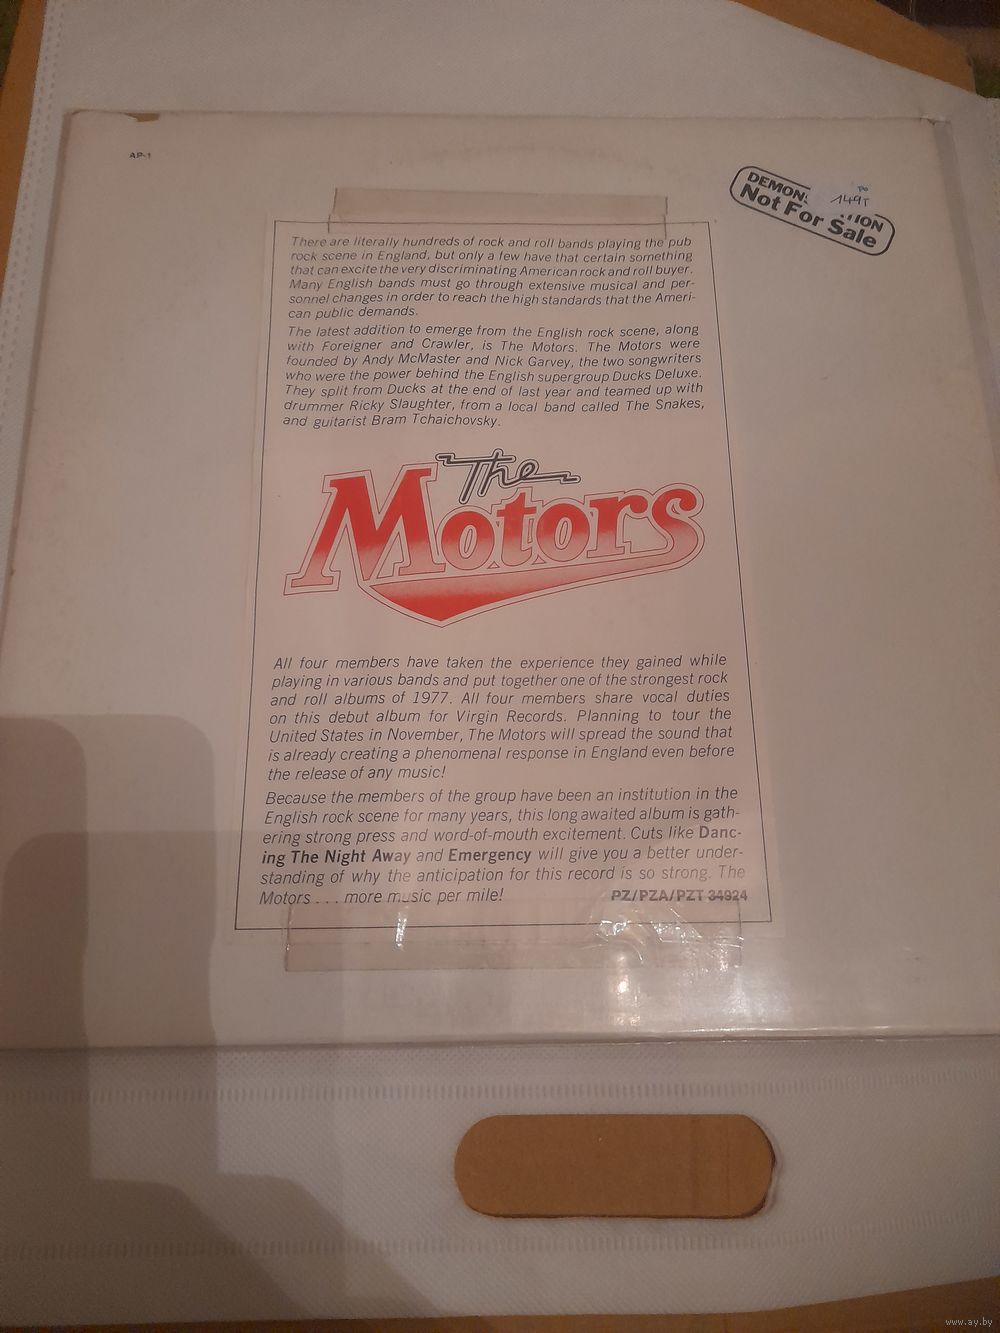 AP-1
DEMON
149T
TION
Not For Sale
There are literally hundreds of rock and roll bands playing the pub
rock scene in England, but only a few have that certain something
that can excite the very discriminating American rock and roll buyer.
Many English bands must go through extensive musical and per-
sonnel changes in order to reach the high standards that the Ameri-
can public demands.
The latest addition to emerge from the English rock scene, along
with Foreigner and Crawler, is The Motors. The Motors were
founded by Andy McMaster and Nick Garvey, the two songwriters
who were the power behind the English supergroup Ducks Deluxe.
They split from Ducks at the end of last year and teamed up with
drummer Ricky Slaughter, from a local band called The Snakes,
and guitarist Bram Tchaichovsky.
The
Motors
All four members have taken the experience they gained while
playing in various bands and put together one of the strongest rock
and roll albums of 1977. All four members share vocal duties
on this debut album for Virgin Records. Planning to tour the
United States in November, The Motors will spread the sound that
is already creating a phenomenal response in England even before
the release of any music!
Because the members of the group have been an institution in the
English rock scene for many years, this long awaited album is gath-
ering strong press and word-of-mouth excitement. Cuts like Danc-
ing The Night Away and Emergency will give you a better under-
standing of why the anticipation for this record is so strong. The
Motors . . . more music per mile! PZ/PZA/PZT 34924
www.ay.by